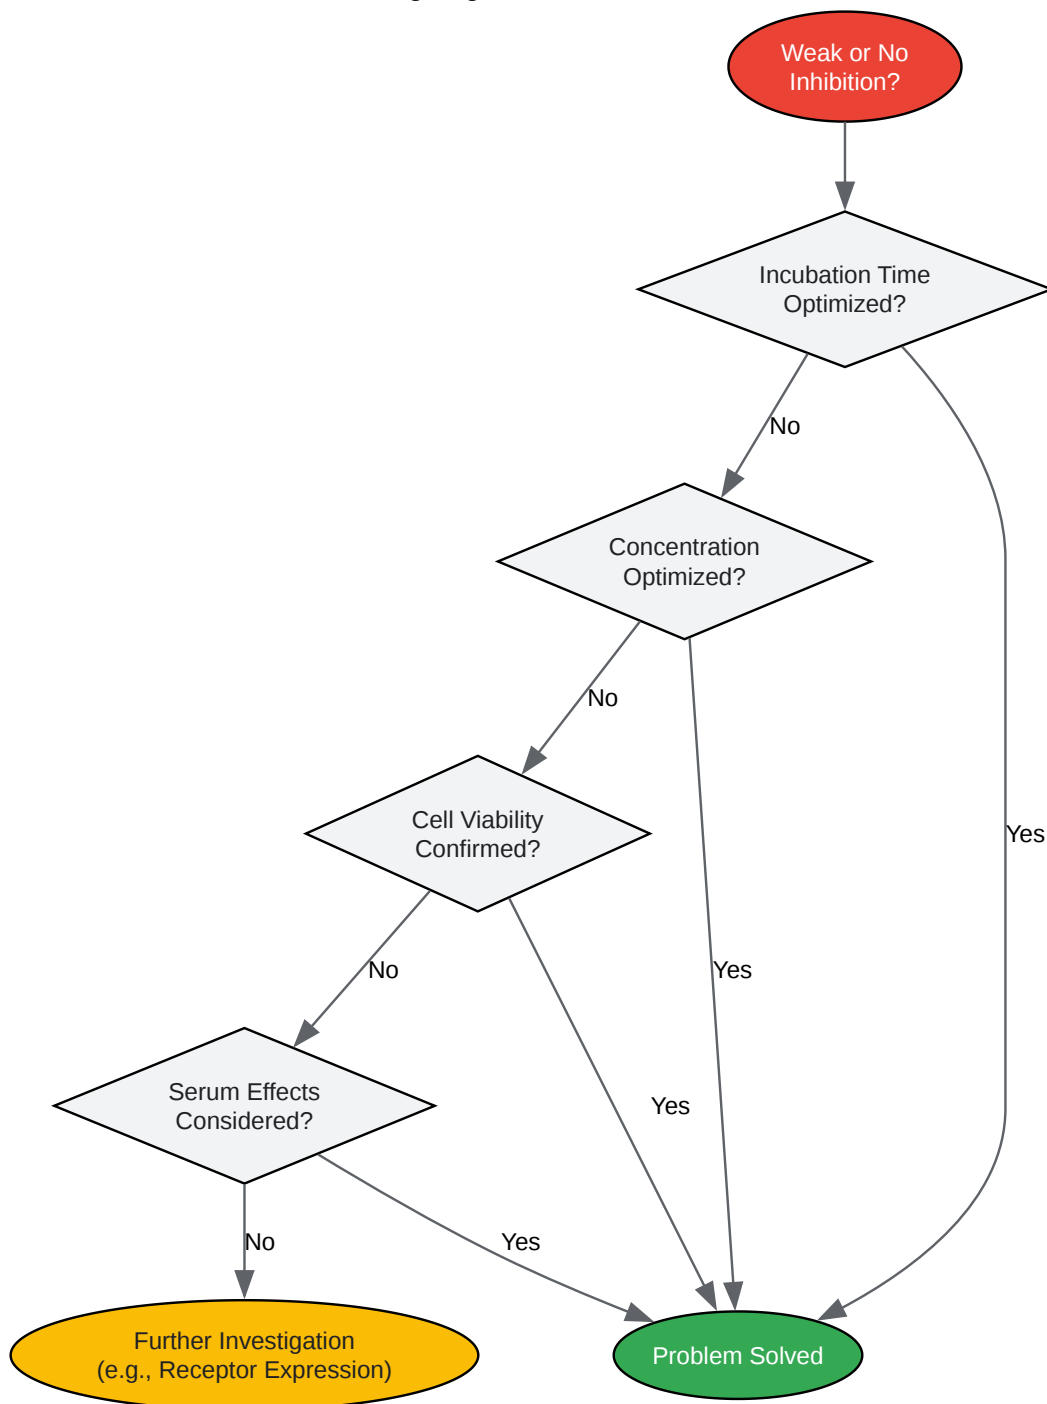 Weak or No
Inhibition?
Incubation Time
Optimized?
No
Concentration
Optimized?
No
Cell Viability
Confirmed?
Yes
No
Yes
Serum Effects
Considered?
Yes
No
Yes
Further Investigation
(e.g., Receptor Expression)
Problem Solved